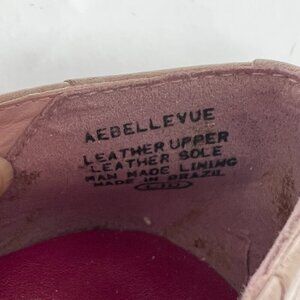 AEBELLEVUE
LEATHER UPPER
LEATHER SOLE
MAN MADE LINING
MADE IN BRAZIL